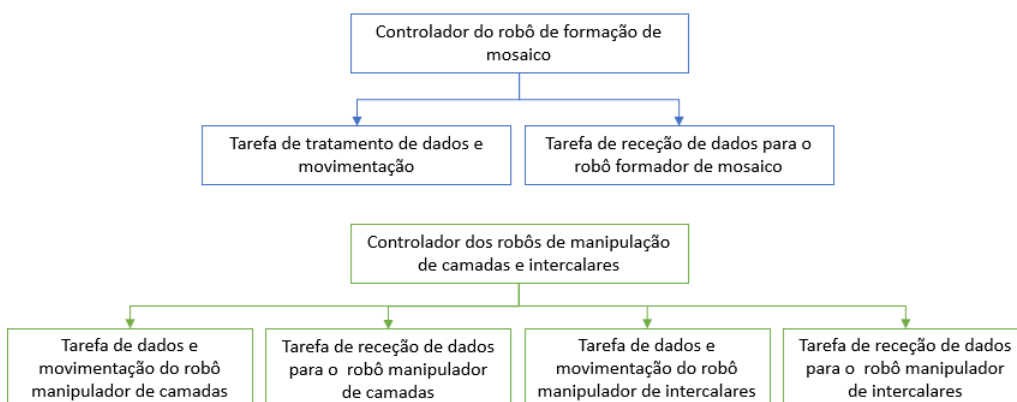 Controlador do robô de formação de
mosaico
Tarefa de tratamento de dados e
movimentação
Tarefa de receção de dados para o
robô formador de mosaico
Controlador dos robôs de manipulação
de camadas e intercalares
Tarefa de dados e
movimentação do robô
manipulador de camadas
Tarefa de receção de dados
para o robô manipulador
de camadas
Tarefa de dados e
movimentação do robô
manipulador de intercalares
Tarefa de receção de dados
para o robô manipulador
de intercalares